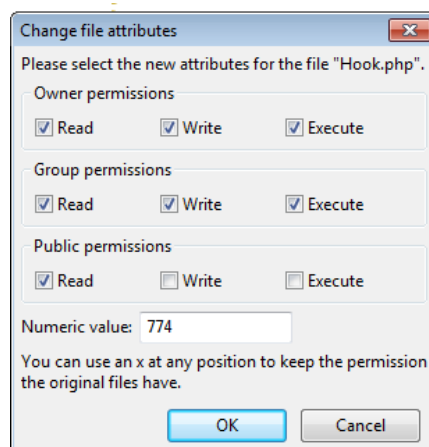 Change file attributes
Please select the new attributes for the file "Hook.php".
Owner permissions
Read Write Execute
Group permissions
Read Write Execute
Public permissions
Read Write Execute
Numeric value: 774
You can use an x at any position to keep the permission
the original files have.
OK Cancel